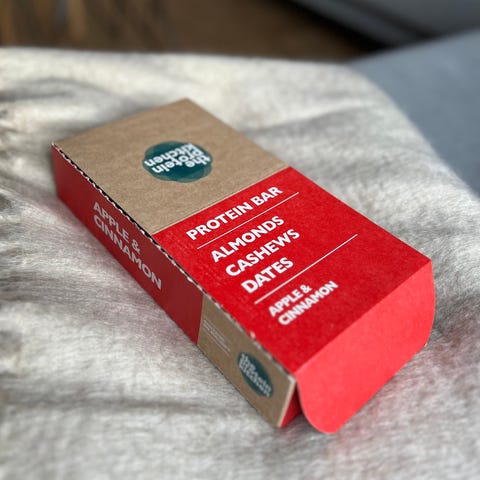 the
protein
kitchen
PROTEIN BAR
ALMONDS
CASHEWS
DATES
APPLE &
CINNAMON
APPLE &
CINNAMON
the
protein
kitchen